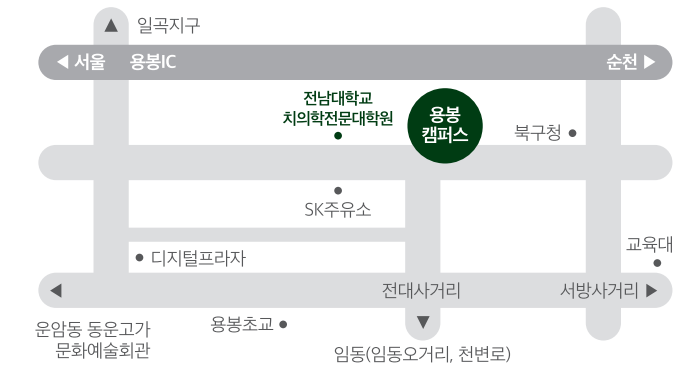 일곡지구
서울
용봉IC
순천
전남대학교
치의학전문대학원
용봉
캠퍼스
북구청
SK주유소
교육대
디지털프라자
전대사거리
서방사거리
운암동 동운고가
문화예술회관
용봉초교
임동(임동오거리, 천변로)